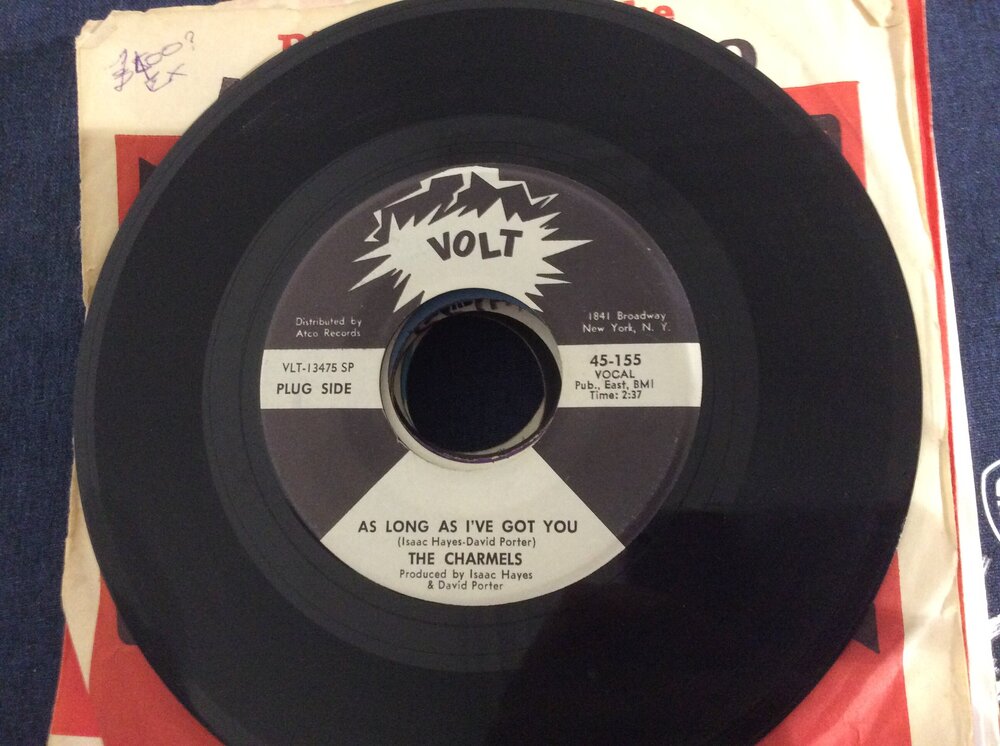 $400?
EX
VOLT
Distributed by
Atco Records
1841 Broadway
New York, N. Y.
VLT-13475 SP
PLUG SIDE
45-155
VOCAL
Pub., East, BMI
Time: 2:37
AS LONG AS I'VE GOT YOU
(Isaac Hayes-David Porter)
THE CHARMELS
Produced by Isaac Hayes
& David Porter